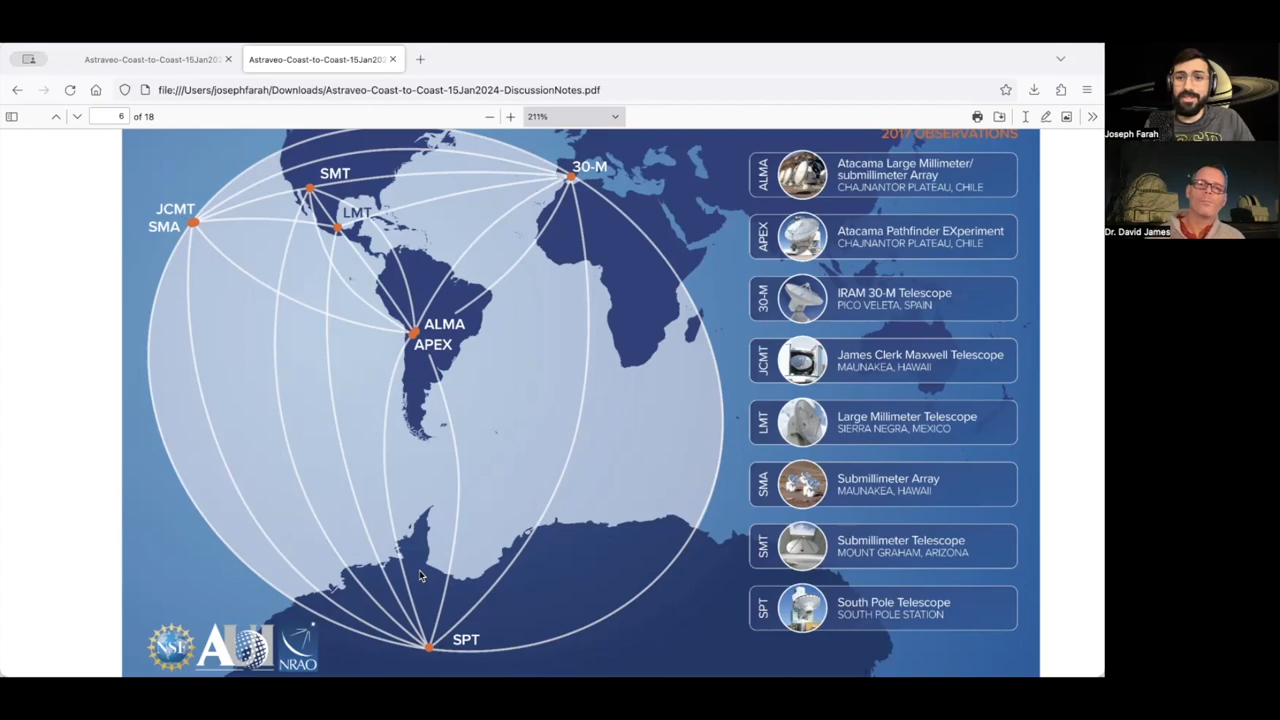 Astraveo-Coast-to-Coast-15Jan202
Astraveo-Coast-to-Coast-15Jan202
file:///Users/josephfarah/Downloads/Astraveo-Coast-to-Coast-15Jan2024-DiscussionNotes.pdf
6 of 18
211%
2017 OBSERVATIONS
SMT
30-M
JCMT
SMA
LMT
ALMA
APEX
SPT
ALMA
Atacama Large Millimeter/
submillimeter Array
CHAJNANTOR PLATEAU, CHILE
APEX
Atacama Pathfinder EXperiment
CHAJNANTOR PLATEAU, CHILE
30-M
IRAM 30-M Telescope
PICO VELETA, SPAIN
JCMT
James Clerk Maxwell Telescope
MAUNAKEA, HAWAII
LMT
Large Millimeter Telescope
SIERRA NEGRA, MEXICO
SMA
Submillimeter Array
MAUNAKEA, HAWAII
SMT
Submillimeter Telescope
MOUNT GRAHAM, ARIZONA
SPT
South Pole Telescope
SOUTH POLE STATION
NSF
AUI
NRAO
Joseph Farah
Dr. David James